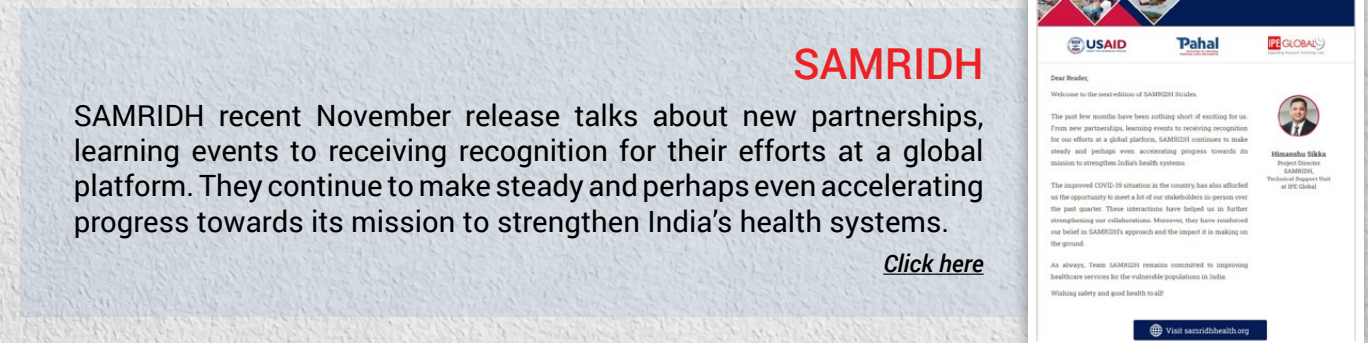 SAMRIDH
SAMRIDH recent November release talks about new partnerships,
learning events to receiving recognition for their efforts at a global
platform. They continue to make steady and perhaps even accelerating
progress towards its mission to strengthen India's health systems.
Click here
USAID
Pahal
IPE GLOBAL
Dear Reader,
Welcome to the next edition of SAMRIDH Strides.
The past few months have been nothing short of exciting for us.
From new partnerships, learning events to receiving recognition
for our efforts at a global platform, SAMRIDH continues to make
steady and perhaps even accelerating progress towards its
mission to strengthen India's health systems.
The improved COVID-19 situation in the country, has also afforded
us the opportunity to meet a lot of our stakeholders in-person over
the past quarter. These interactions have helped us in further
strengthening our collaborations. Moreover, they have reinforced
our belief in SAMRIDH's approach and the impact it is making on
the ground.
As always, Team SAMRIDH remains committed to improving
healthcare services for the vulnerable populations in India.
Wishing safety and good health to all!
Himanshu Sikka
Project Director
SAMRIDH,
Technical Support Unit
at IPE Global
Visit samridhhealth.org